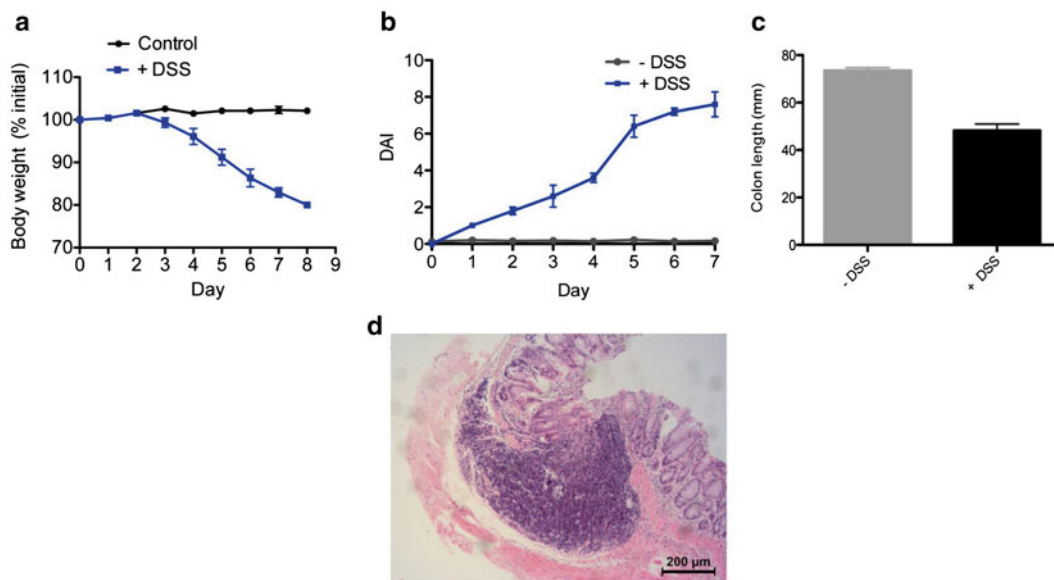 a
Control
+ DSS
Body weight (% initial)
110
100
90
80
70
0 1 2 3 4 5 6 7 8 9
Day
b
- DSS
+ DSS
DAI
10
8
6
4
2
0
0 1 2 3 4 5 6 7
Day
c
Colon length (mm)
80
60
40
20
0
- DSS
+ DSS
d
200 µm